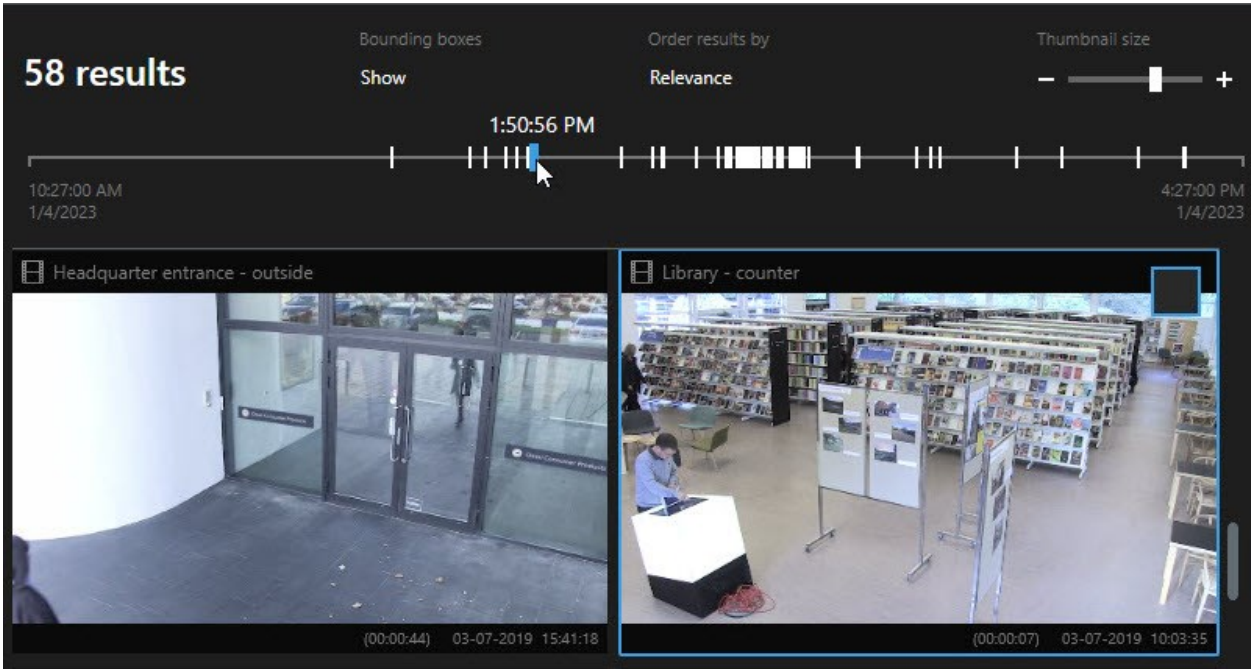 58 results
Bounding boxes
Show
Order results by
Relevance
Thumbnail size
1:50:56 PM
10:27:00 AM
1/4/2023
4:27:00 PM
1/4/2023
Headquarter entrance - outside
(00:00:44) 03-07-2019 15:41:18
Library - counter
(00:00:07) 03-07-2019 10:03:35